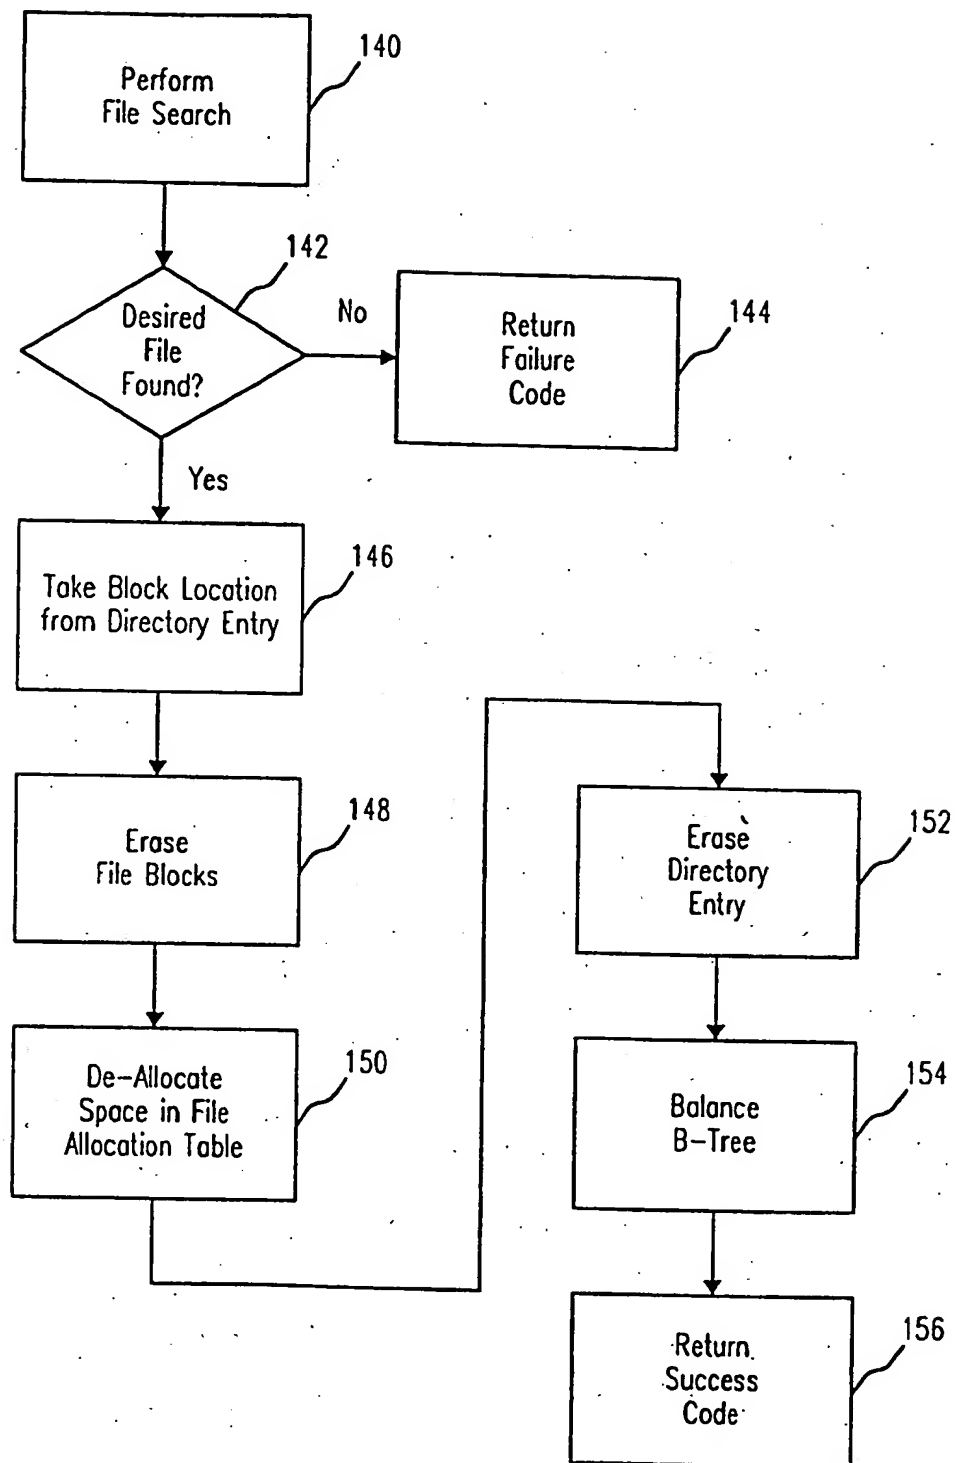 Perform
File Search
140
Desired
File
Found?
142
No
Return
Failure
Code
144
Yes
Take Block Location
from Directory Entry
146
Erase
File Blocks
148
De-Allocate
Space in File
Allocation Table
150
Erase
Directory
Entry
152
Balance
B-Tree
154
Return
Success
Code
156